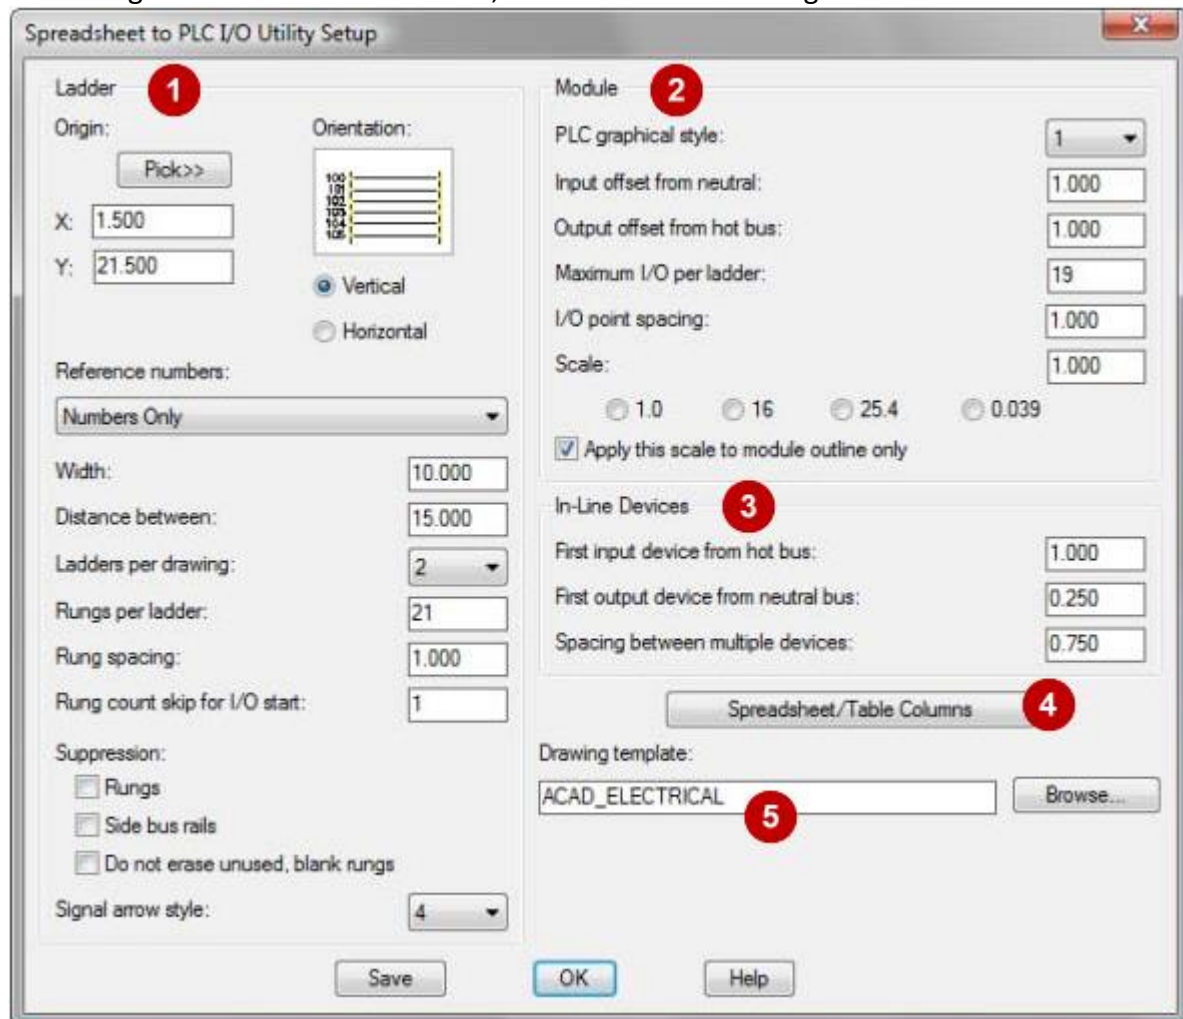 Spreadsheet to PLC I/O Utility Setup
Ladder 1
Origin:
Orientation:
Pick>>
100
101
102
103
104
105
X: 1.500
Y: 21.500
Vertical
Horizontal
Reference numbers:
Numbers Only
Width: 10.000
Distance between: 15.000
Ladders per drawing: 2
Rungs per ladder: 21
Rung spacing: 1.000
Rung count skip for I/O start: 1
Suppression:
Rungs
Side bus rails
Do not erase unused, blank rungs
Signal arrow style: 4
Module 2
PLC graphical style: 1
Input offset from neutral: 1.000
Output offset from hot bus: 1.000
Maximum I/O per ladder: 19
I/O point spacing: 1.000
Scale: 1.000
1.0 16 25.4 0.039
Apply this scale to module outline only
In-Line Devices 3
First input device from hot bus: 1.000
First output device from neutral bus: 0.250
Spacing between multiple devices: 0.750
Spreadsheet/Table Columns 4
Drawing template:
ACAD_ELECTRICAL 5 Browse...
Save OK Help